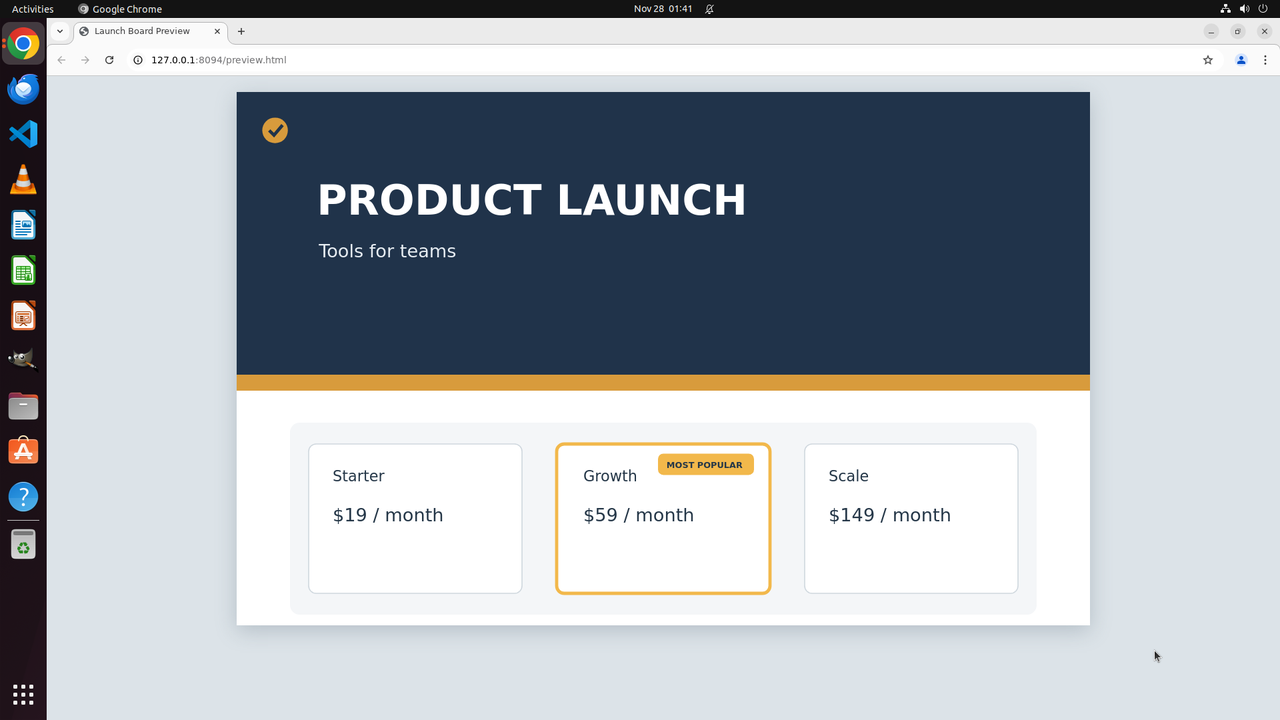 Activities
Google Chrome
Nov 28 01:41
Launch Board Preview
127.0.0.1:8094/preview.html
PRODUCT LAUNCH
Tools for teams
Starter
$19 / month
Growth
MOST POPULAR
$59 / month
Scale
$149 / month